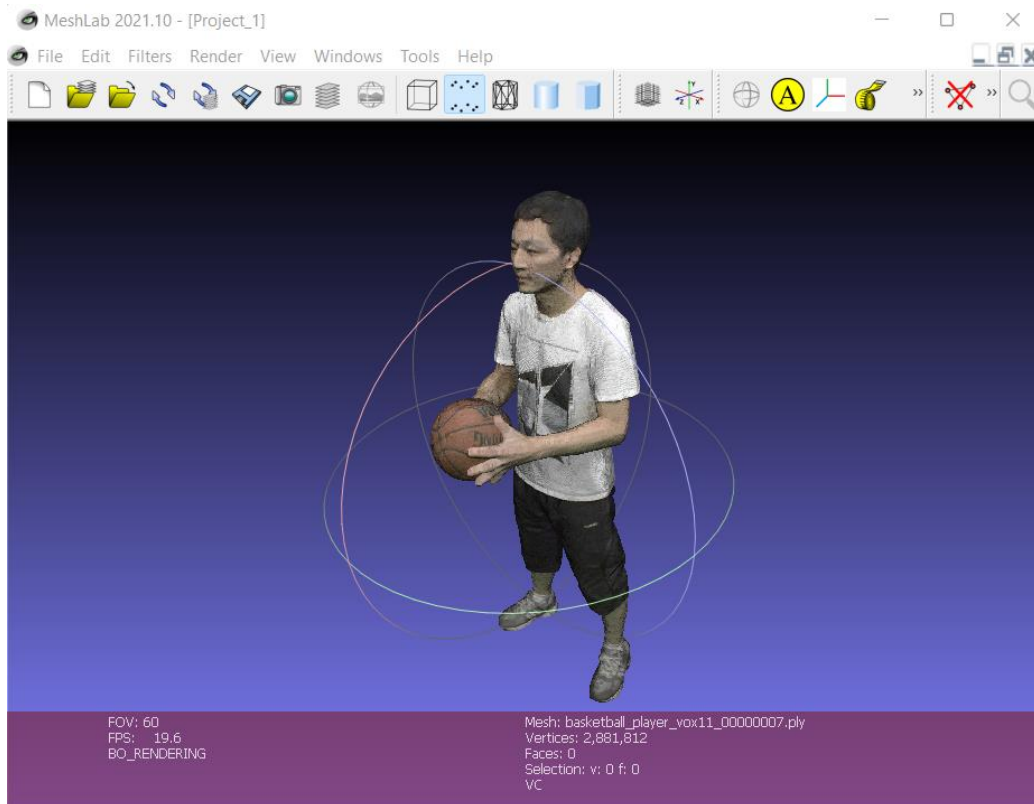 MeshLab 2021.10 - [Project_1]
File Edit Filters Render View Windows Tools Help
A
FOV: 60
FPS: 19.6
BO_RENDERING
Mesh: basketball_player_vox11_00000007.ply
Vertices: 2,881,812
Faces: 0
Selection: v: 0 f: 0
VC